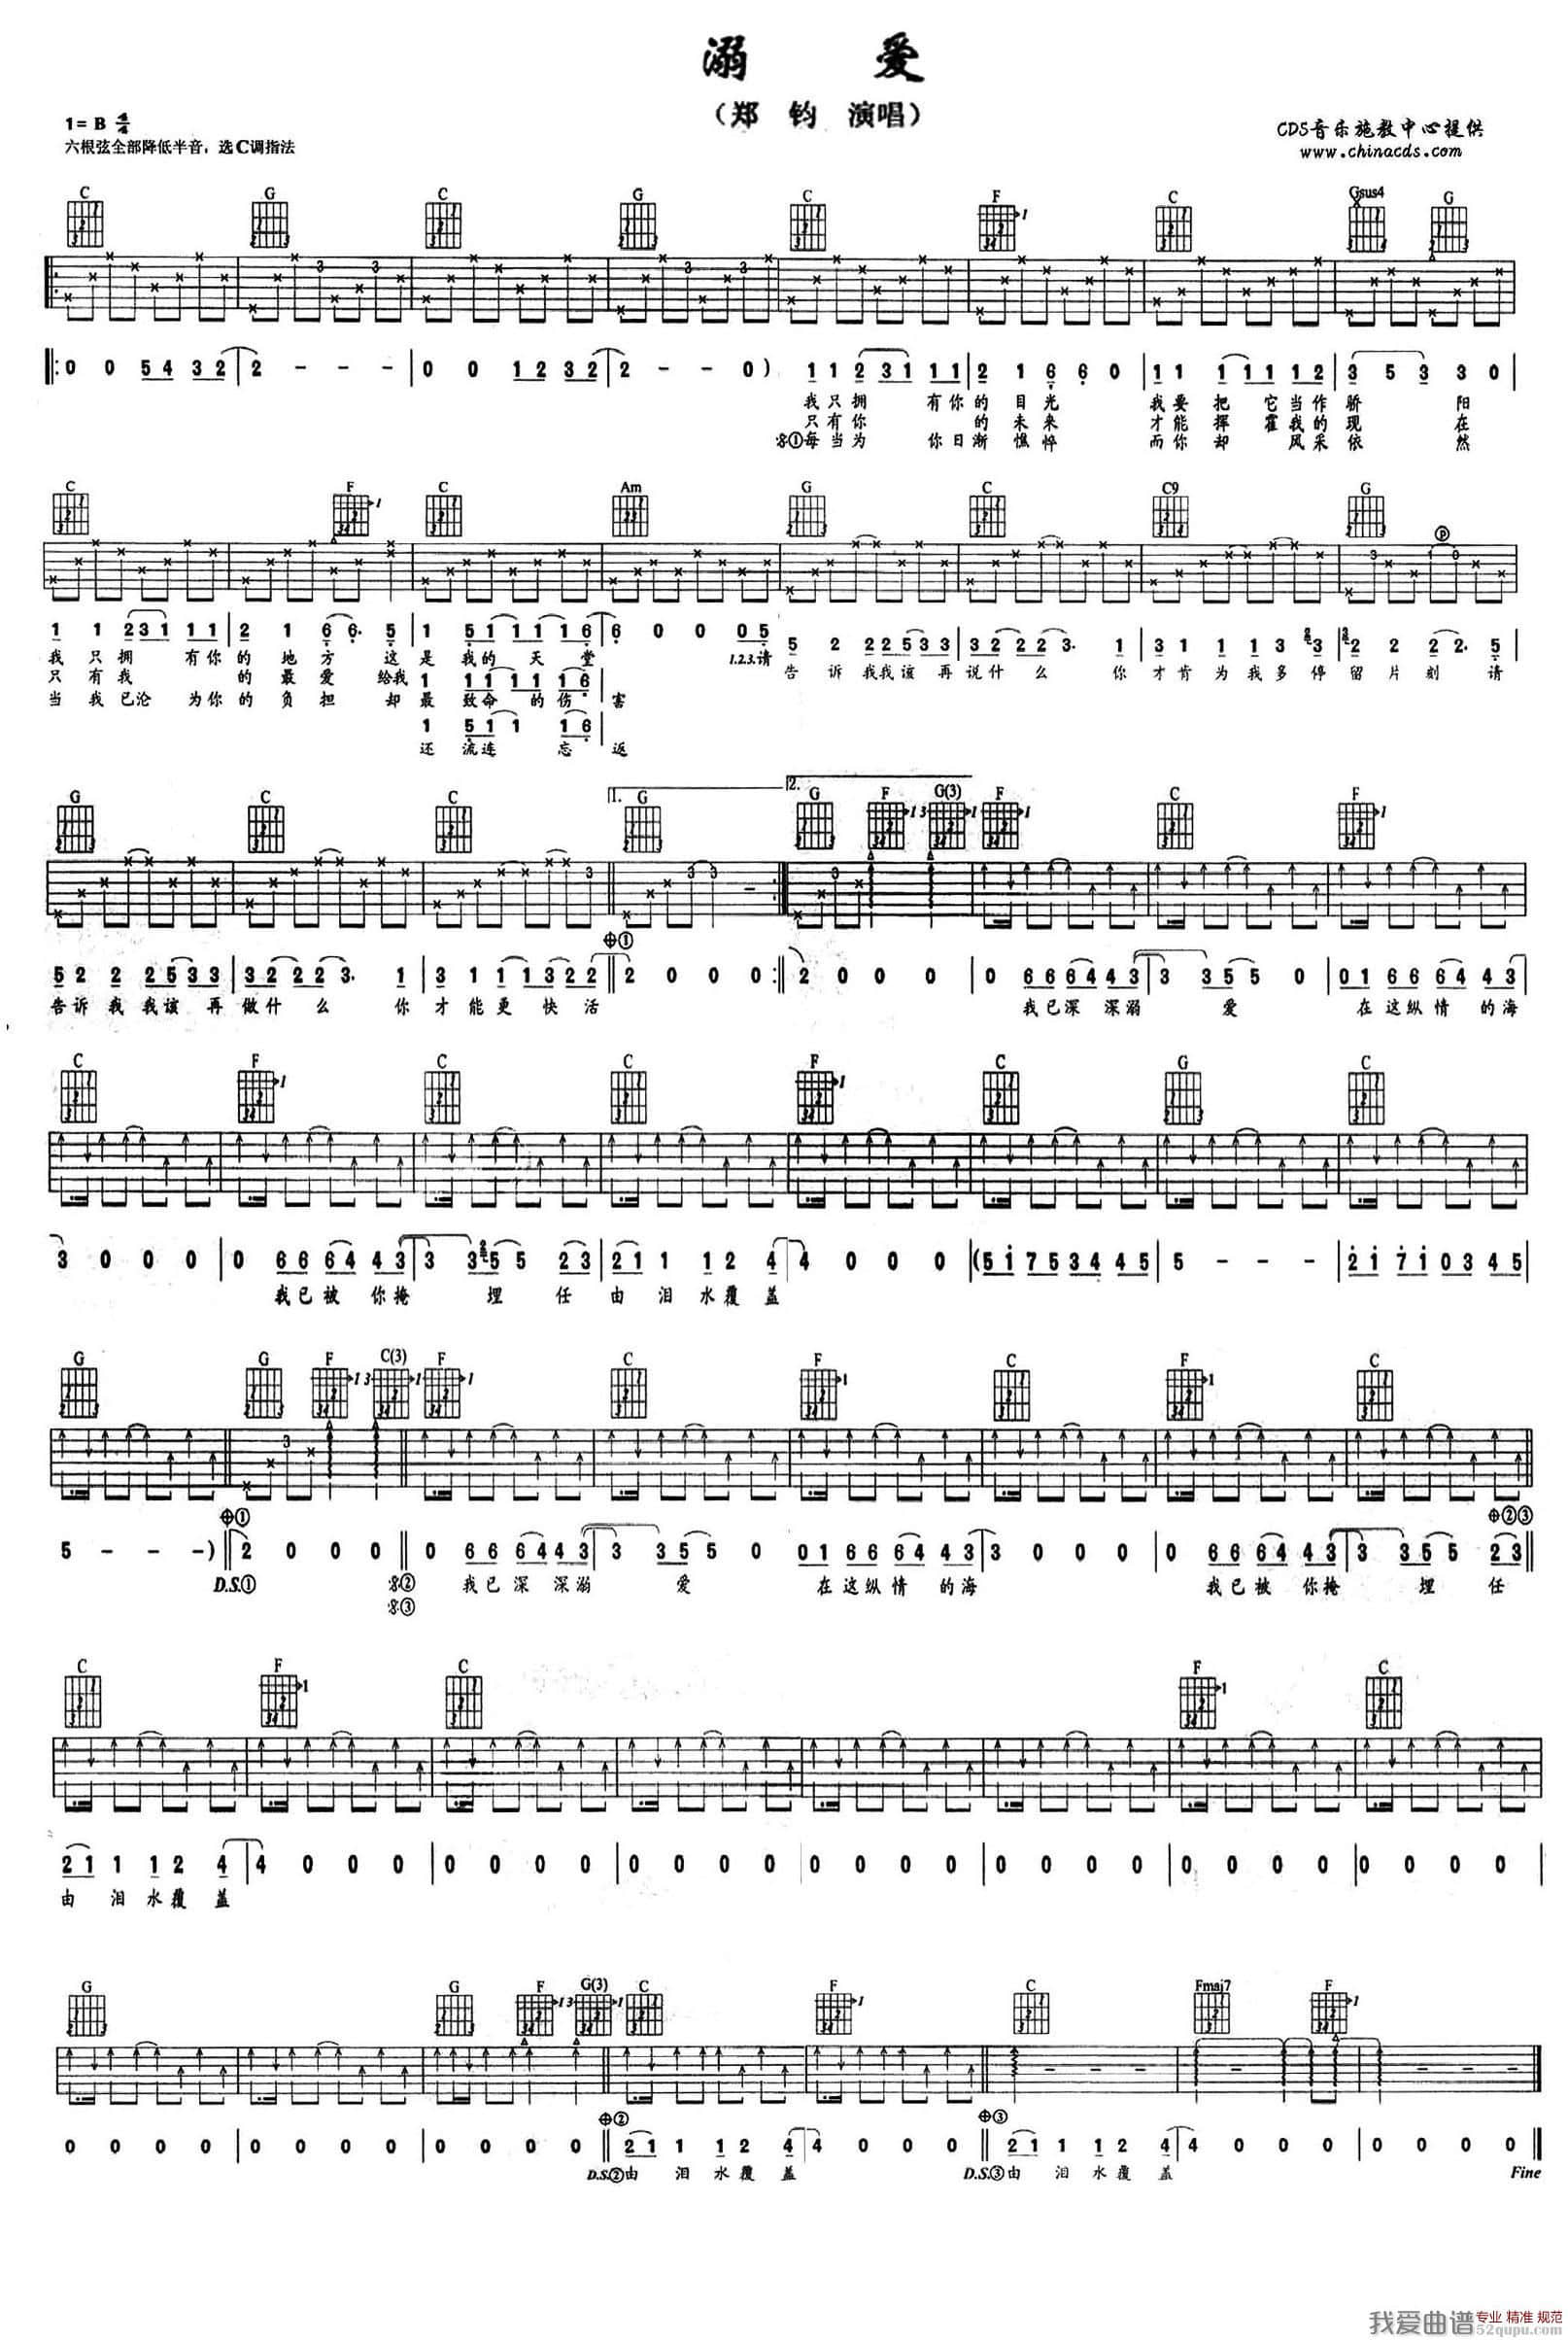 溺 爱
（郑 钧 演唱）
1= B 4/4
六根弦全部降低半音，选C调指法
CDS音乐施教中心提供
www.chinacds.com
C G C G C F C Gsus4 G
0 0 5 4 3 2 | 2 - - - | 0 0 1 2 3 2 | 2 - - 0 ) 1 1 2 3 1 1 1 | 2 1 6 6 0 | 1 1 1 1 1 1 2 | 3 5 3 3 0 |
我只拥 有你的目光 我要把 它当作骄 阳
只有你 的未来 才能挥 霍我的现 在
①每当为 你日渐憔悴 而你却 风采依 然
C F C Am G C C9 G
1 1 2 3 1 1 1 | 2 1 6 6. 5 | 1 5 1 1 1 1 6 | 6 0 0 0 5 | 5 2 2 2 5 3 3 | 3 2 2 2 3. 1 | 3 1 1 1 3 3 | 2 2 2 2. 5 |
我只拥 有你的地方这是我的天堂 1.2.3.请 告诉我我该再说什么 你才肯为我多停留片刻 请
只有我 的最爱 给我 1 1 1 1 1 1 6
当我已沦 为你的负担 却最致命的伤 害
1 5 1 1 1 6
还流连 忘 返
G C C 1. G 2. G F G(3) F C F
5 2 2 2 5 3 3 | 3 2 2 2 3. 1 | 3 1 1 1 3 2 2 | 2 0 0 0 :| 2 0 0 0 | 0 6 6 6 4 4 3 | 3 3 5 5 0 | 0 1 6 6 6 4 4 3
告诉我我该再做什么 你才能更快活 我已深深溺 爱 在这纵情的海
C F C C F C G C
3 0 0 0 | 0 6 6 6 4 4 3 | 3 3 5 5 2 3 | 2 1 1 1 2 4 | 4 0 0 0 | (5 1 7 5 3 4 4 5 | 5 - - - | 2 1 7 1 0 3 4 5 |
我已被你掩 埋 任由泪水覆盖
G G F C(3) F C F C F C
①
②③
5 - - -) 2 0 0 0 | 0 6 6 6 4 4 3 | 3 3 5 5 0 | 0 1 6 6 6 4 4 3 | 3 0 0 0 | 0 6 6 6 4 4 3 | 3 3 5 5 2 3
D.S.① ② 我已深深溺 爱 在这纵情的海 我已被你掩 埋 任
③
C F C F C
2 1 1 1 2 4 | 4 0 0 0 | 0 0 0 0 | 0 0 0 0 | 0 0 0 0 | 0 0 0 0 | 0 0 0 0 | 0 0 0 0 |
由泪水覆盖
G G F G(3) C F C Fmaj7 F
② ③
0 0 0 0 | 0 0 0 0 | 0 0 0 0 | 2 1 1 1 2 4 | 4 0 0 0 | 2 1 1 1 2 4 | 4 0 0 0 | 0 0 0 0
D.S.②由泪水覆盖 D.S.③由泪水覆盖 Fine
我爱曲谱 专业 精准 规范
52qupu.com